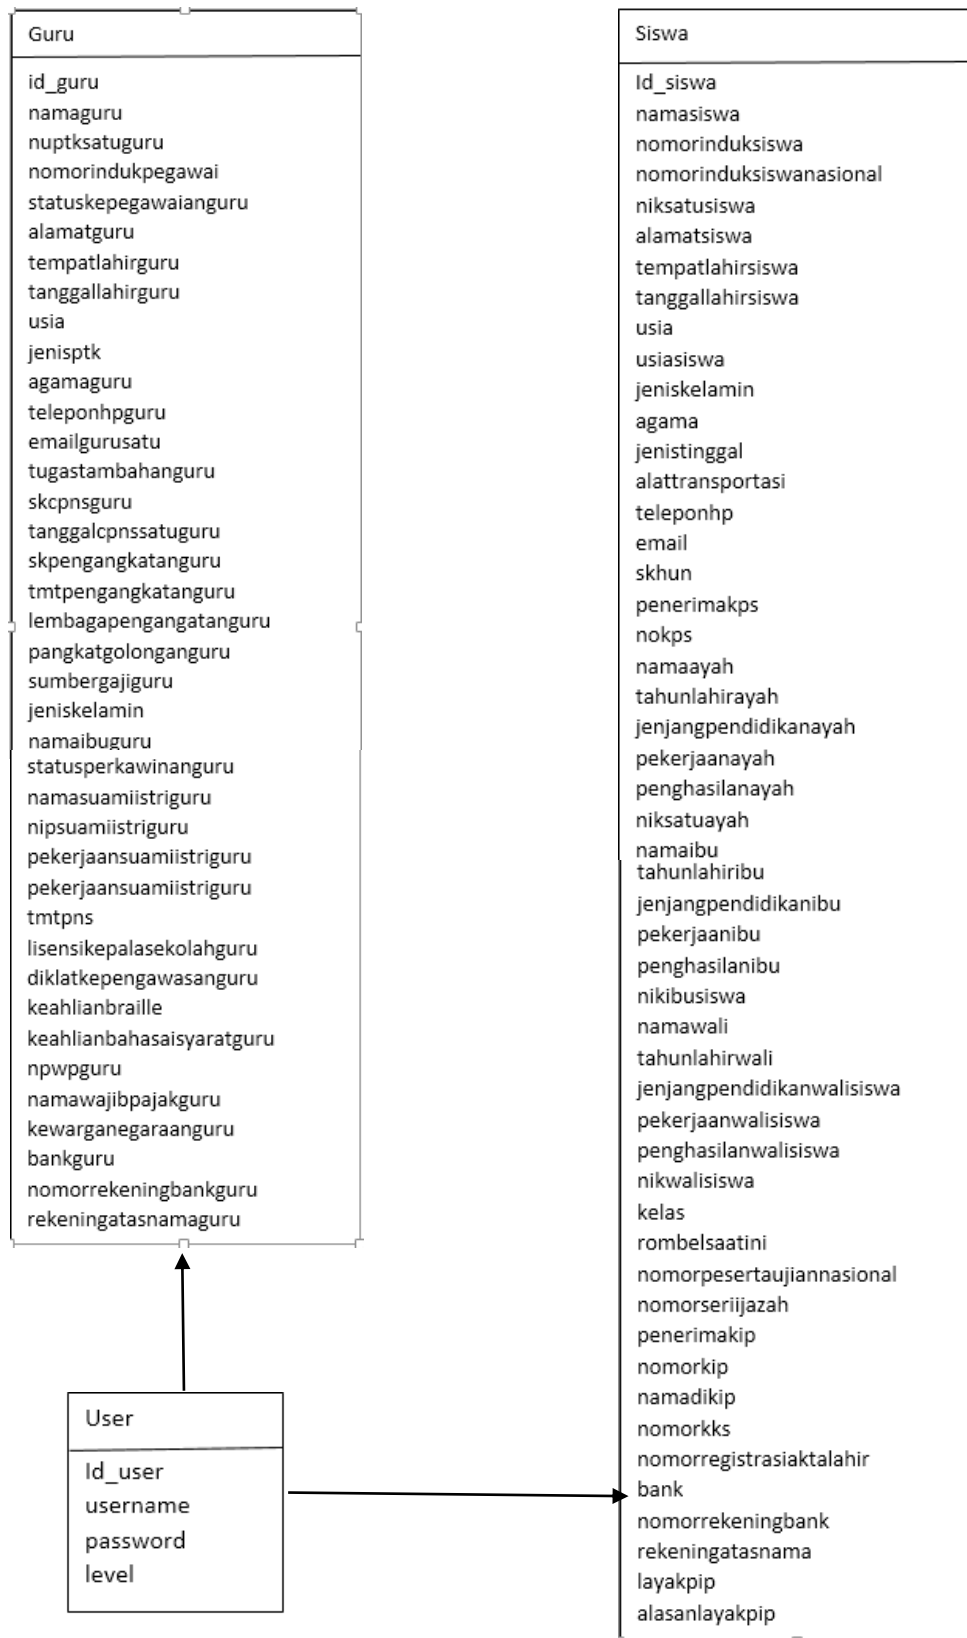 Guru
id_guru
namaguru
nuptksatuguru
nomorindukpegawai
statuskepegawaianguru
alamatguru
tempatlahirguru
tanggallahirguru
usia
jenisptk
agamaguru
teleponhpguru
emailgurusatu
tugastambahanguru
skcpnsguru
tanggalcpnssatuguru
skpengangkatanguru
tmtpengangkatanguru
lembagapengangatanguru
pangkatgolonganguru
sumbergajiguru
jeniskelamin
namaibuguru
statusperkawinanguru
namasuamiistriguru
nipsuamiistriguru
pekerjaansuamiistriguru
pekerjaansuamiistriguru
tmtpns
lisensikepalasekolahguru
diklatkepengawasanguru
keahlianbraille
keahlianbahasaisyaratguru
npwpguru
namawajibpajakguru
kewarganegaraanguru
bankguru
nomorrekeningbankguru
rekeningatasnamaguru
User
Id_user
username
password
level
Siswa
Id_siswa
namasiswa
nomorinduksiswa
nomorinduksiswanasional
niksatusiswa
alamatsiswa
tempatlahirsiswa
tanggallahirsiswa
usia
usiasiswa
jeniskelamin
agama
jenistinggal
alattransportasi
teleponhp
email
skhun
penerimakps
nokps
namaayah
tahunlahirayah
jenjangpendidikanayah
pekerjaanayah
penghasilanayah
niksatuayah
namaibu
tahunlahiribu
jenjangpendidikanibu
pekerjaanibu
penghasilanibu
nikibusiswa
namawali
tahunlahirwali
jenjangpendidikanwalisiswa
pekerjaanwalisiswa
penghasilanwalisiswa
nikwalisiswa
kelas
rombelsaatini
nomorpesertaujiannasional
nomorseriijazah
penerimakip
nomorkip
namadikip
nomorkks
nomorregistrasiaktalahir
bank
nomorrekeningbank
rekeningatasnama
layakpip
alasanlayakpip